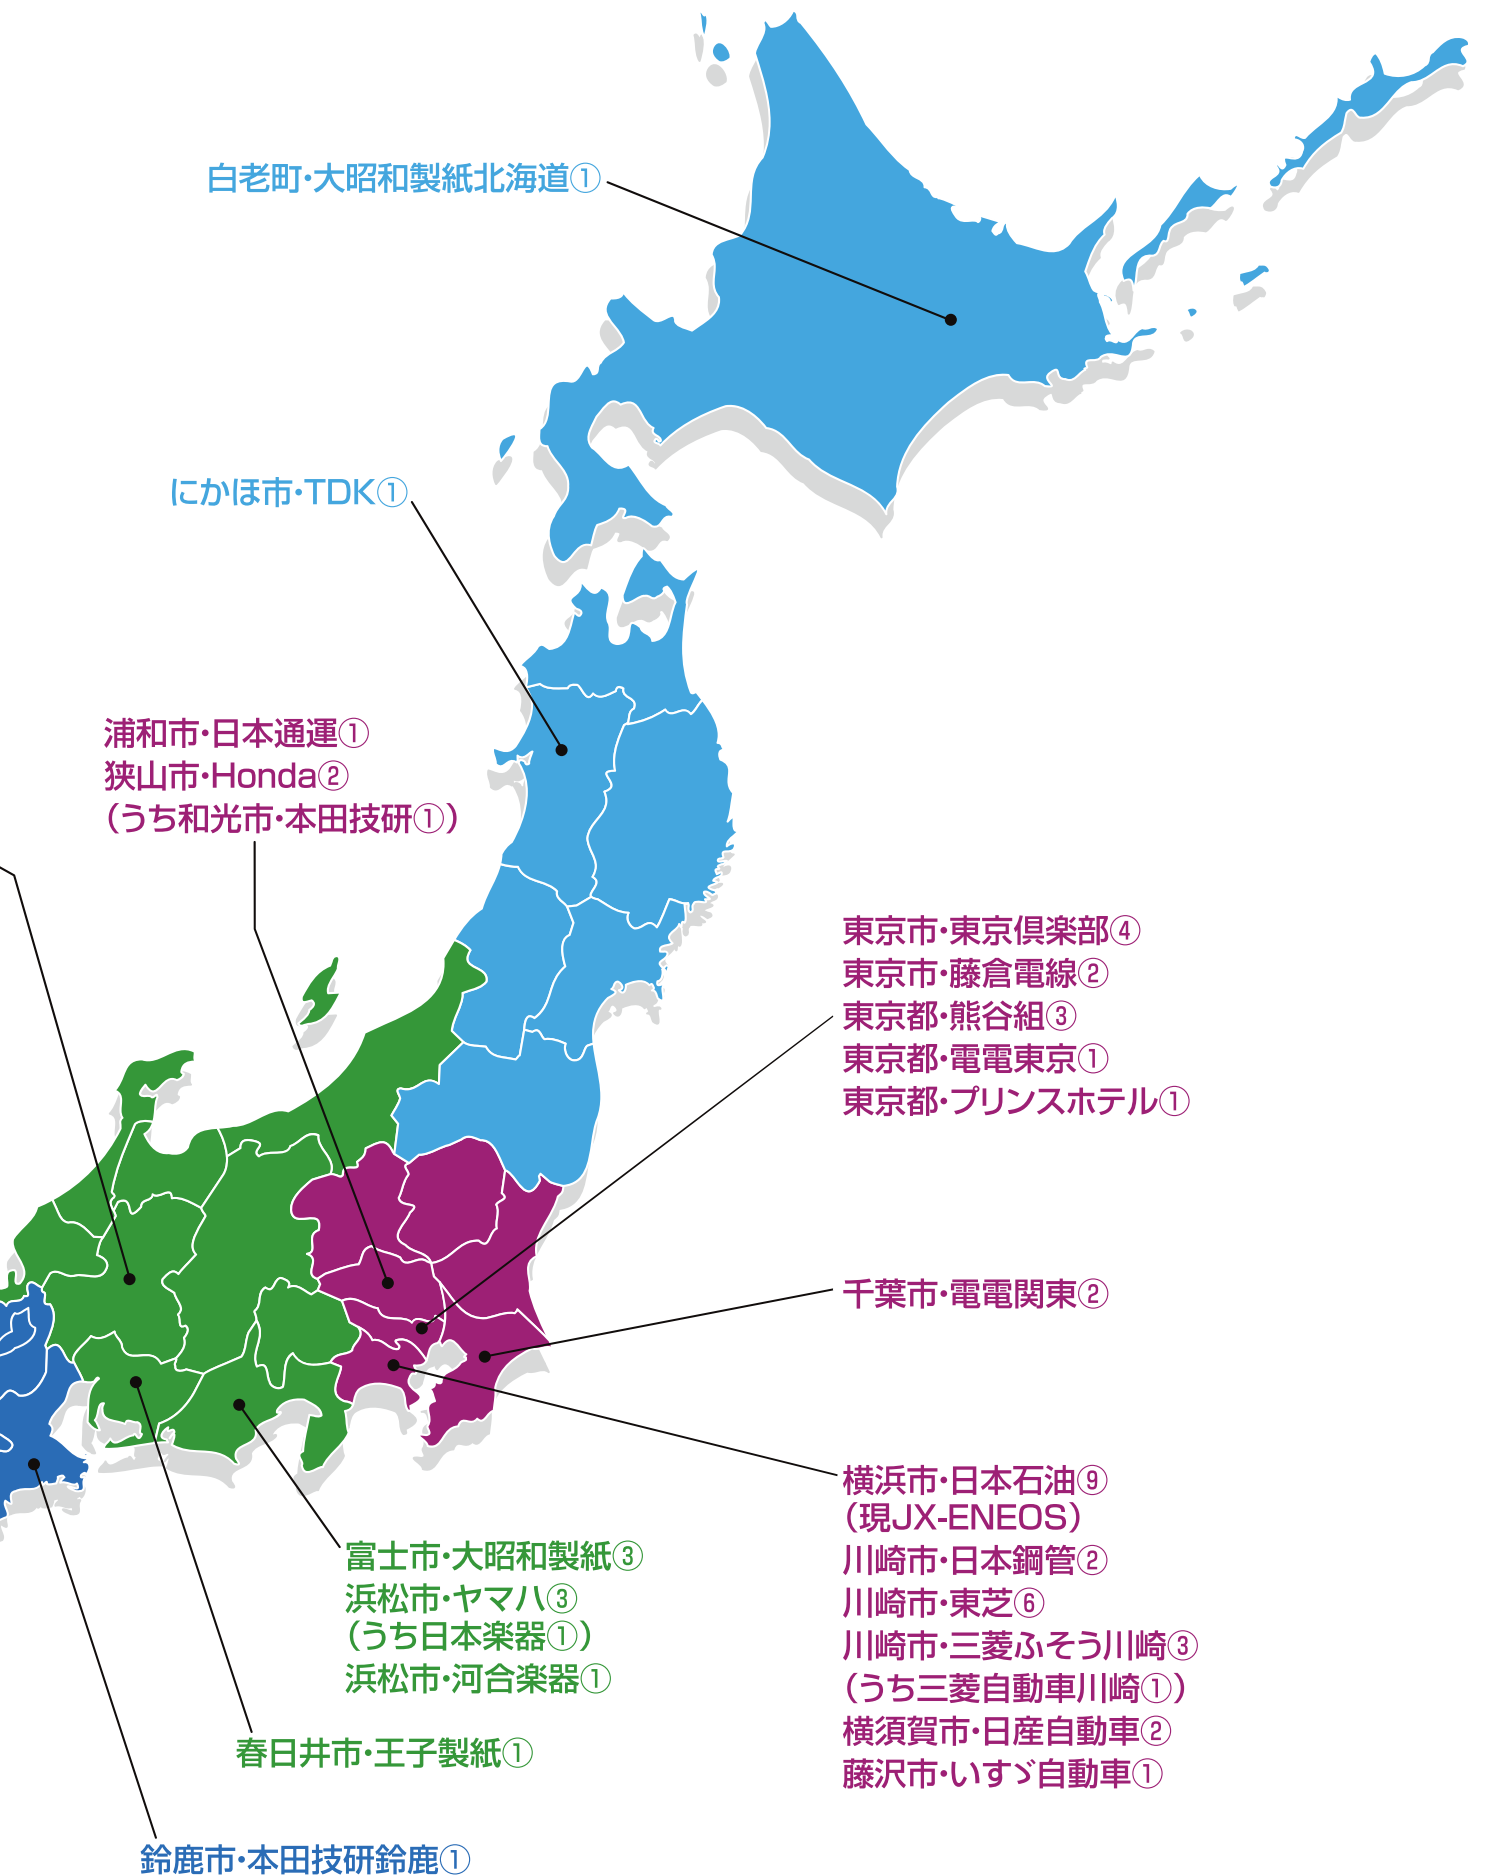 白老町・大昭和製紙北海道①
にかほ市・TDK①
浦和市・日本通運①
狭山市・Honda②
（うち和光市・本田技研①）
東京市・東京倶楽部④
東京市・藤倉電線②
東京都・熊谷組③
東京都・電電東京①
東京都・プリンスホテル①
千葉市・電電関東②
横浜市・日本石油⑨
（現JX-ENEOS）
川崎市・日本鋼管②
川崎市・東芝⑥
川崎市・三菱ふそう川崎③
（うち三菱自動車川崎①）
横須賀市・日産自動車②
藤沢市・いすゞ自動車①
富士市・大昭和製紙③
浜松市・ヤマハ③
（うち日本楽器①）
浜松市・河合楽器①
春日井市・王子製紙①
鈴鹿市・本田技研鈴鹿①